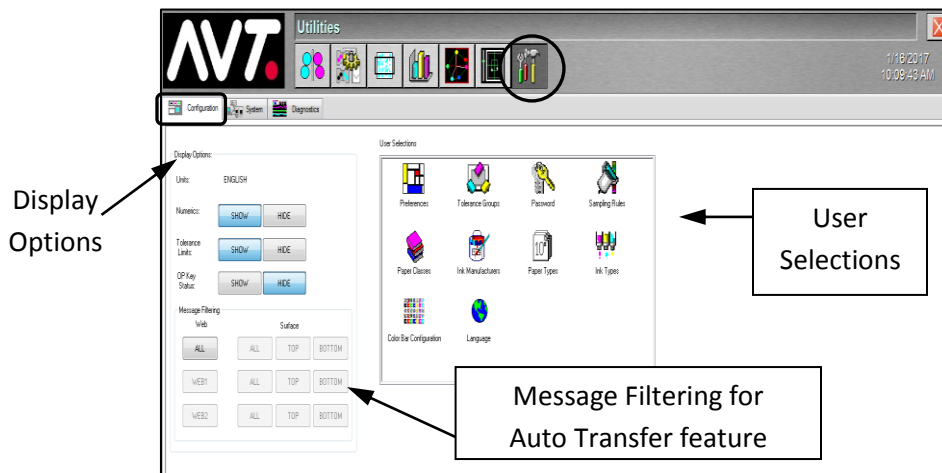 AVT.
Utilities
1/16/2017
10:09:43 AM
Configuration System Diagnostics
Display Options:
Units: ENGLISH
Numerics: SHOW HIDE
Tolerance Limits: SHOW HIDE
OP Key Status: SHOW HIDE
Message Filtering
Web Surface
ALL ALL TOP BOTTOM
WEB1 ALL TOP BOTTOM
WEB2 ALL TOP BOTTOM
User Selections
Preferences Tolerance Groups Password Sampling Rules
Paper Classes Ink Manufacturers Paper Types Ink Types
Color Bar Configuration Language
Display
Options
User
Selections
Message Filtering for
Auto Transfer feature